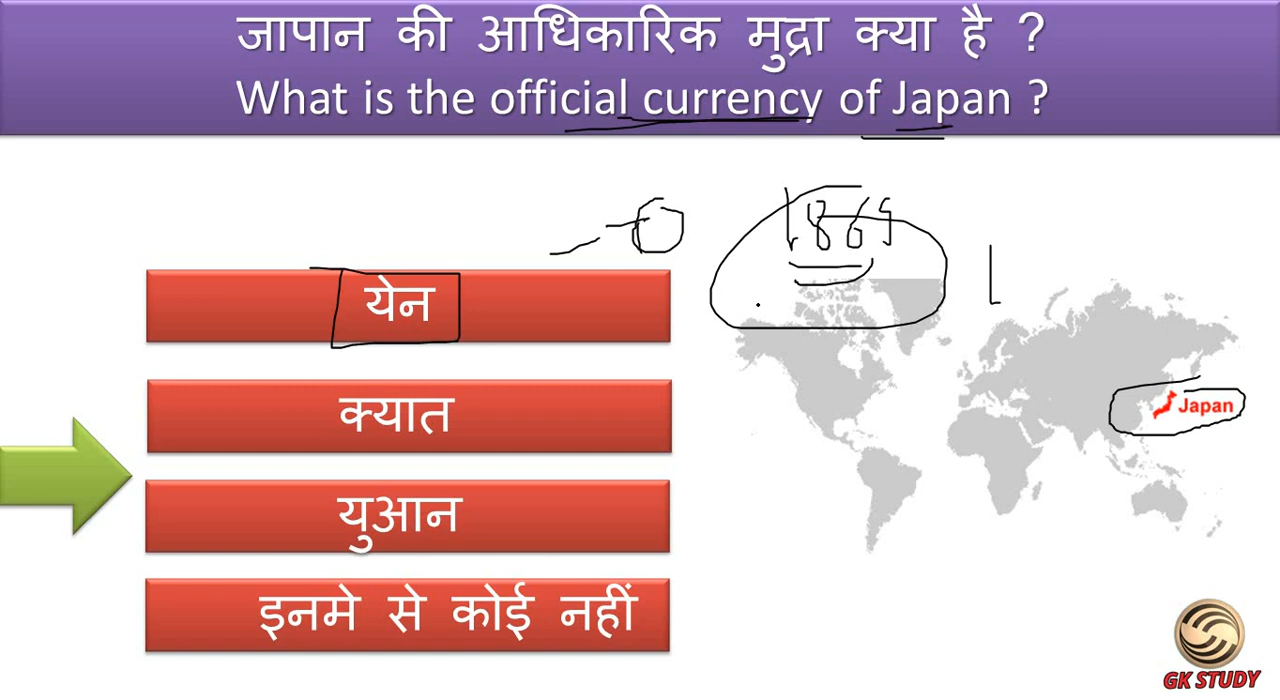 जापान की आधिकारिक मुद्रा क्या है ?
What is the official currency of Japan ?
येन
क्यात
युआन
इनमे से कोई नहीं
Japan
GK STUDY